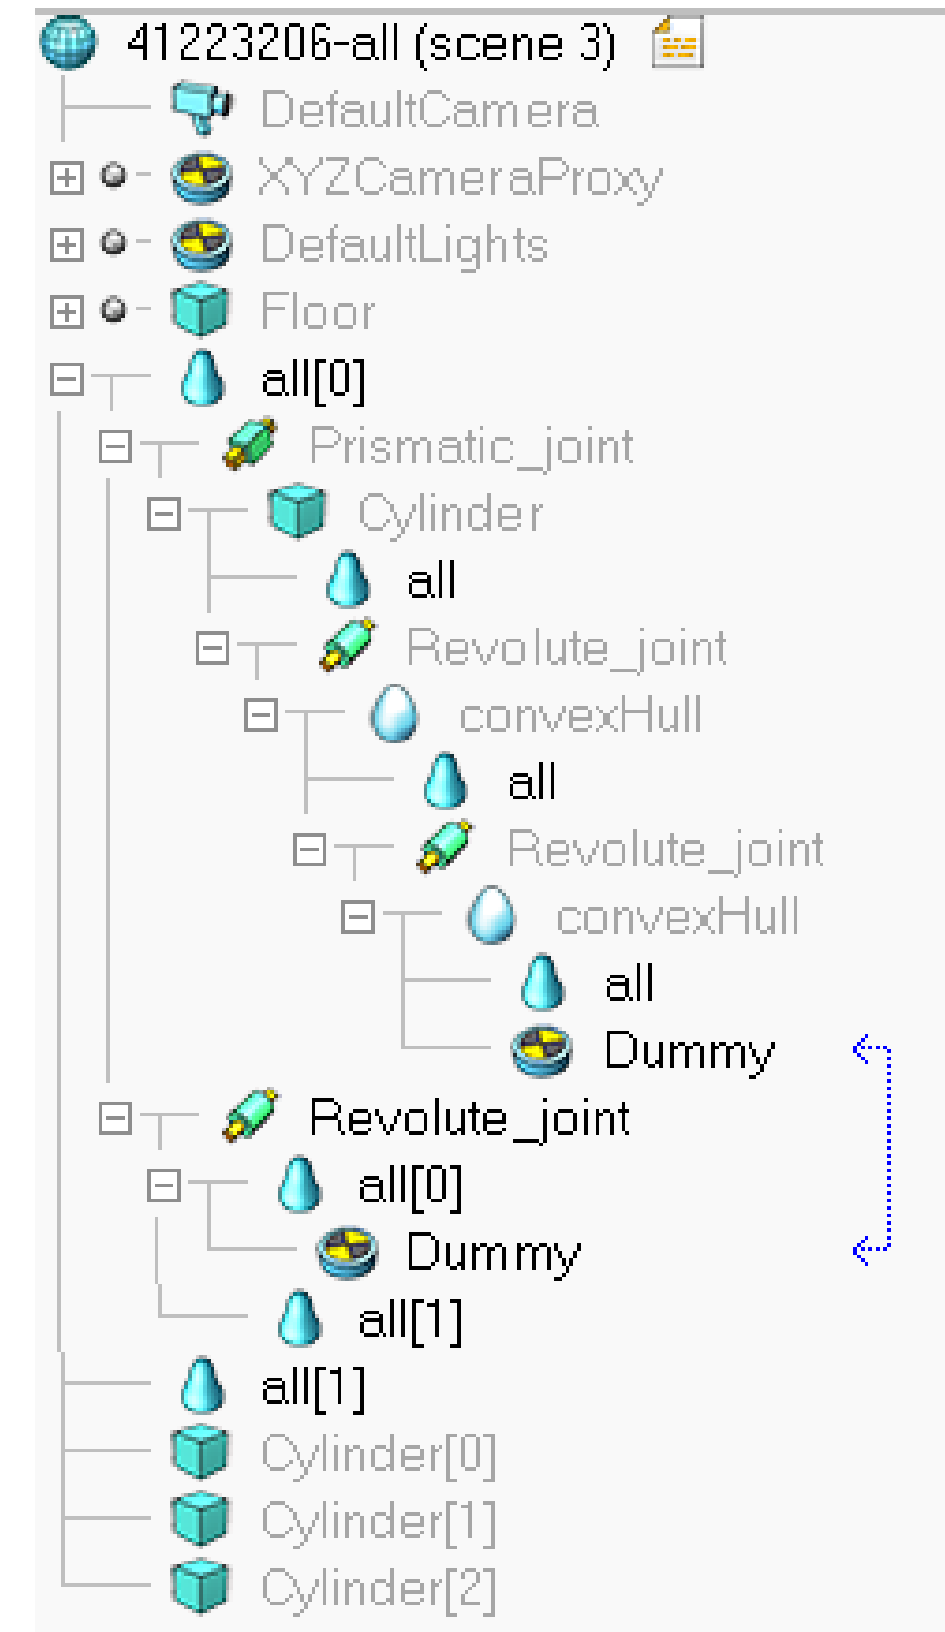 41223206-all (scene 3)
DefaultCamera
XYZCameraProxy
DefaultLights
Floor
all[0]
Prismatic_joint
Cylinder
all
Revolute_joint
convexHull
all
Revolute_joint
convexHull
all
Dummy
Revolute_joint
all[0]
Dummy
all[1]
all[1]
Cylinder[0]
Cylinder[1]
Cylinder[2]